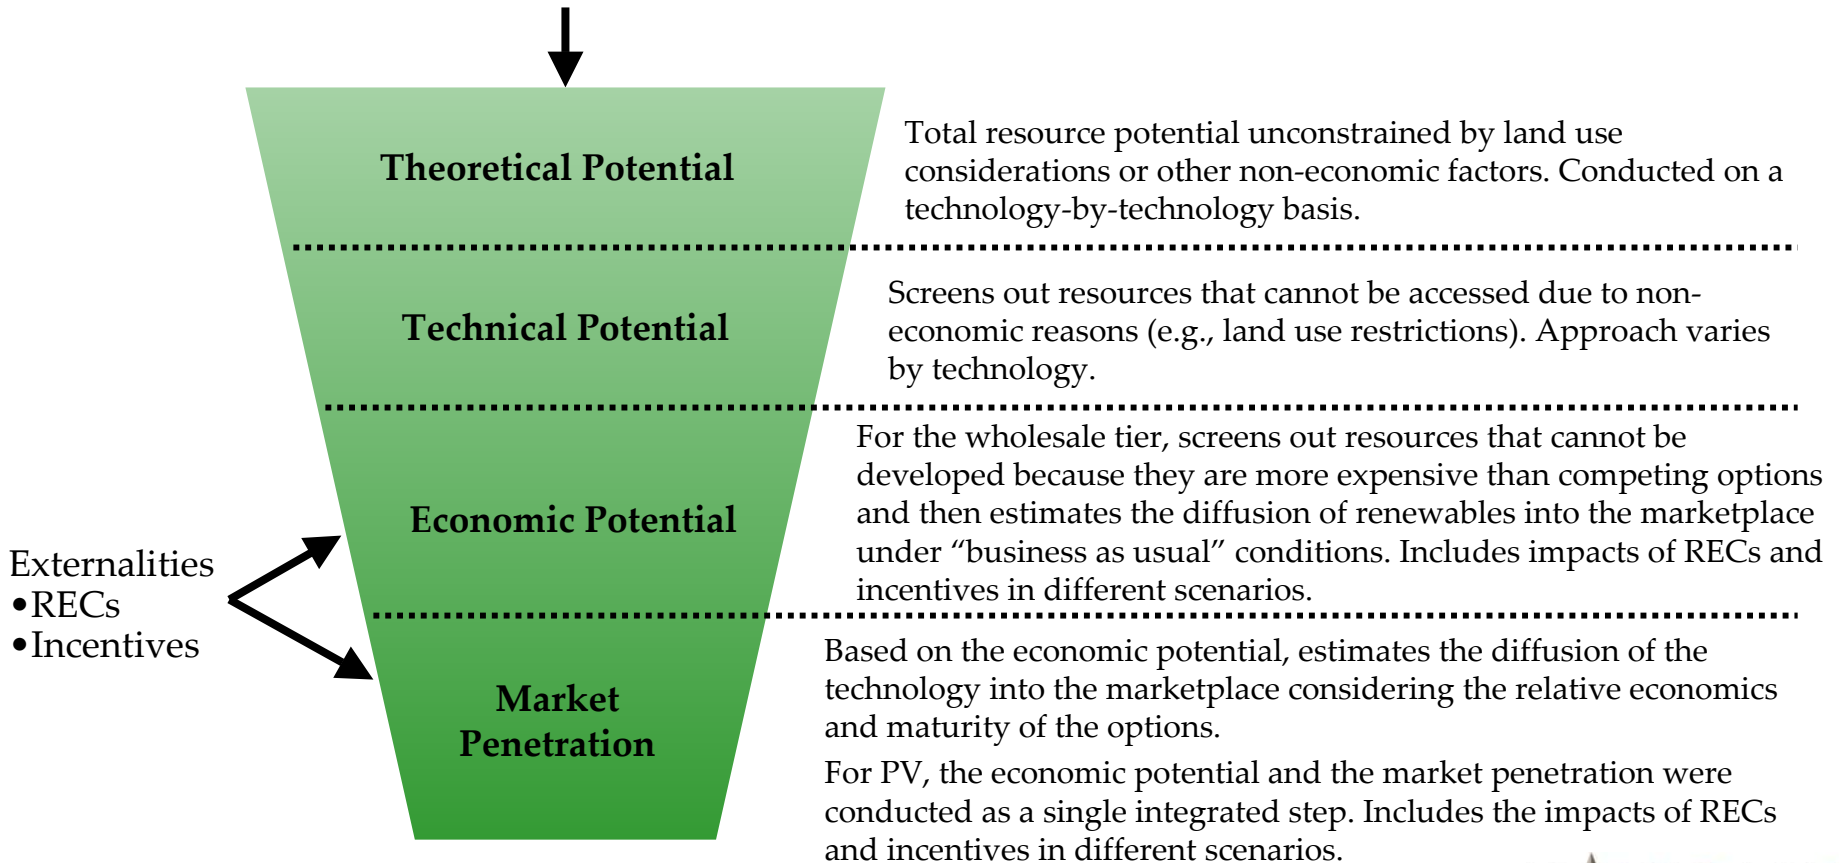 Theoretical Potential
Total resource potential unconstrained by land use
considerations or other non-economic factors. Conducted on a
technology-by-technology basis.
Technical Potential
Screens out resources that cannot be accessed due to non-
economic reasons (e.g., land use restrictions). Approach varies
by technology.
Economic Potential
For the wholesale tier, screens out resources that cannot be
developed because they are more expensive than competing options
and then estimates the diffusion of renewables into the marketplace
under “business as usual” conditions. Includes impacts of RECs and
incentives in different scenarios.
Externalities
•RECs
•Incentives
Market
Penetration
Based on the economic potential, estimates the diffusion of the
technology into the marketplace considering the relative economics
and maturity of the options.
For PV, the economic potential and the market penetration were
conducted as a single integrated step. Includes the impacts of RECs
and incentives in different scenarios.